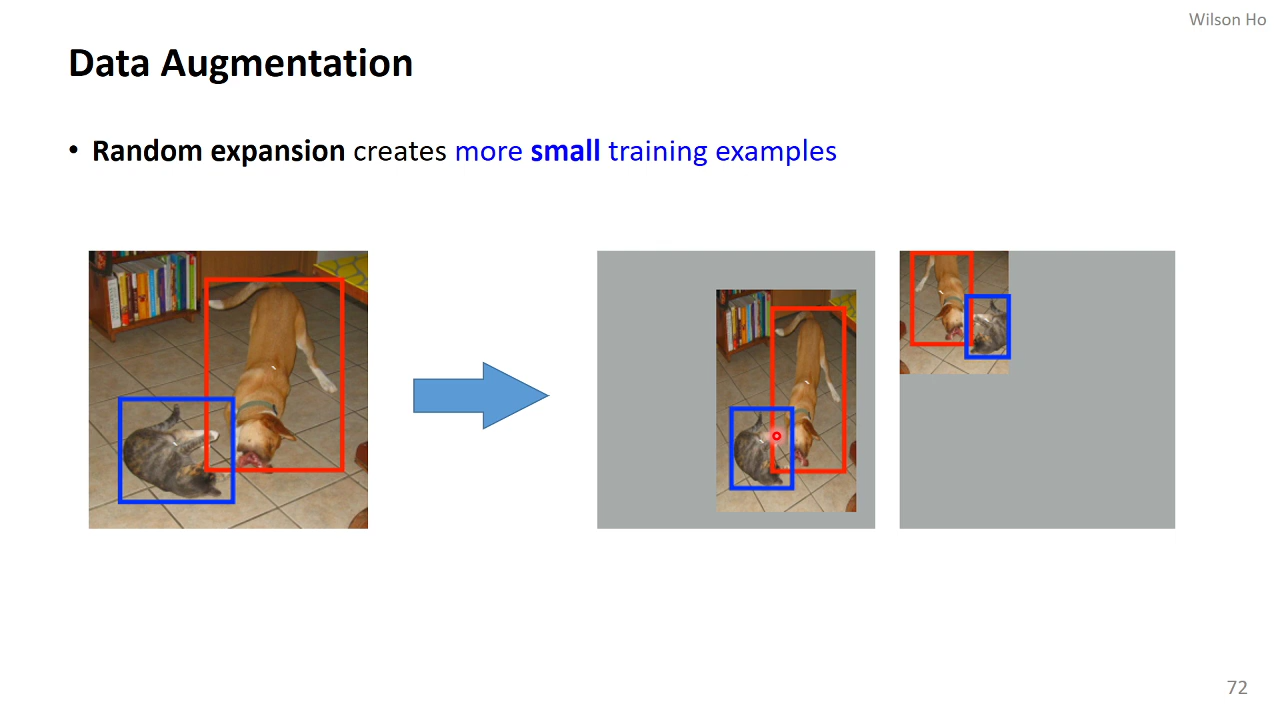 Wilson Ho
Data Augmentation
• Random expansion creates more small training examples
72